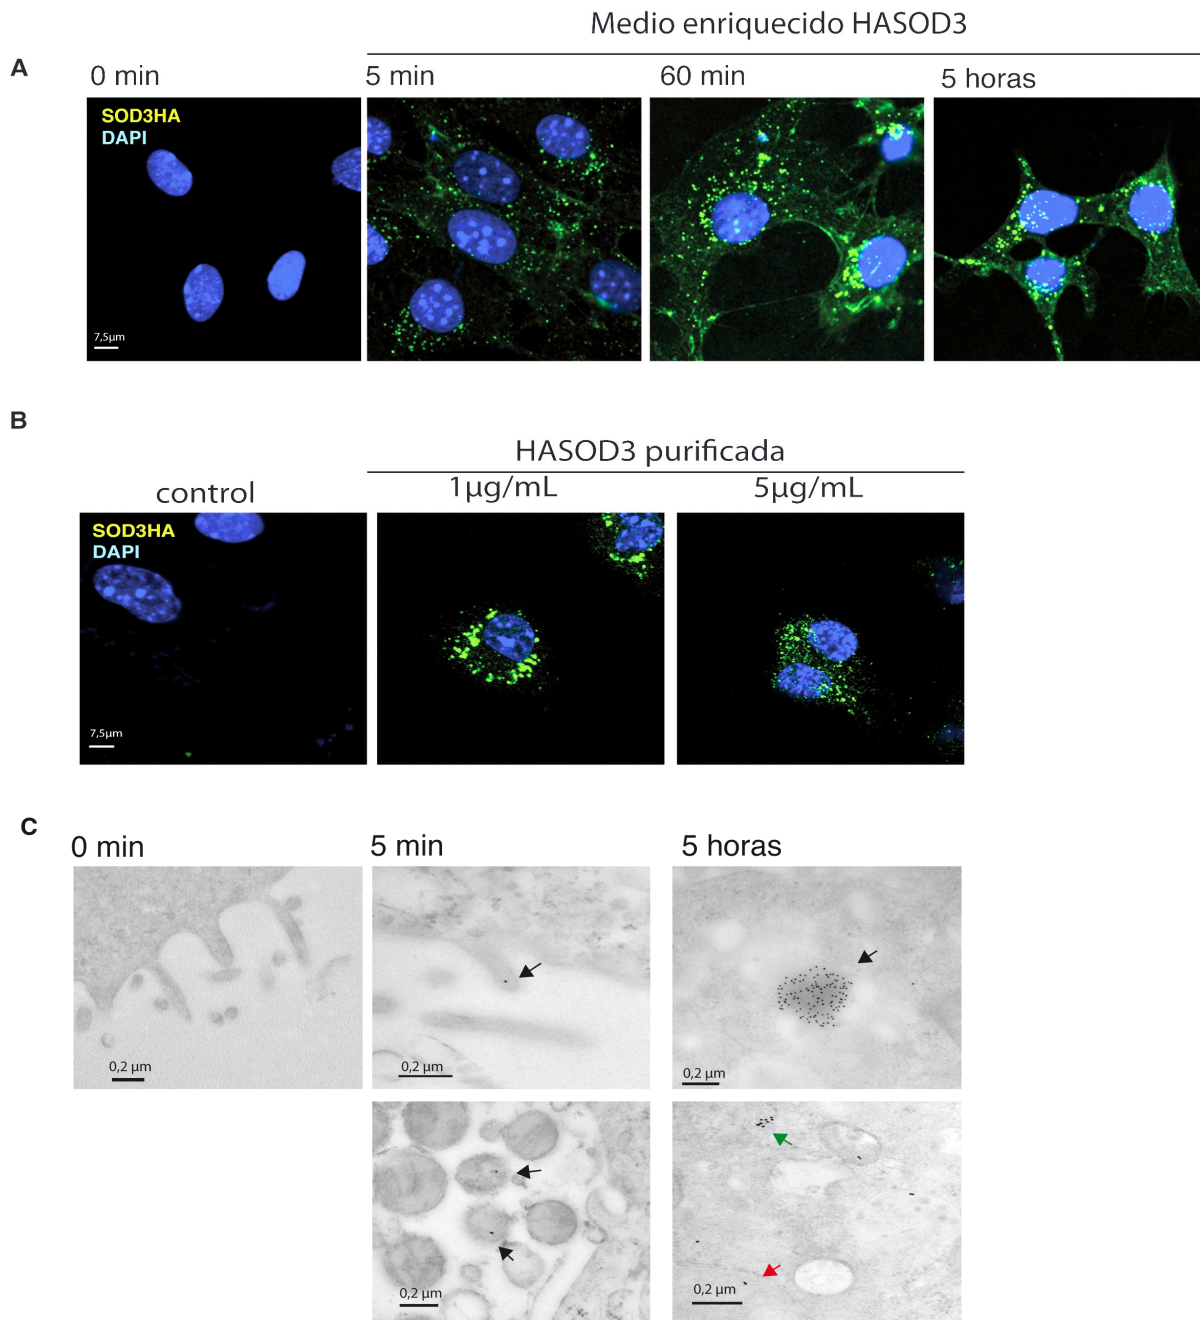 Medio enriquecido HASOD3
A
0 min
5 min
60 min
5 horas
SOD3HA
DAPI
7,5µm
B
HASOD3 purificada
control
1µg/mL
5µg/mL
SOD3HA
DAPI
7,5µm
C
0 min
5 min
5 horas
0,2 µm
0,2 µm
0,2 µm
0,2 µm
0,2 µm